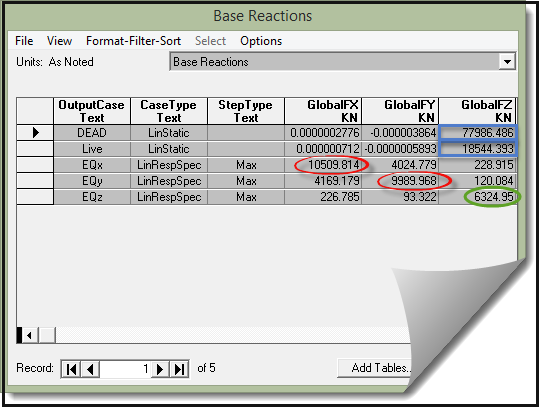 Base Reactions
File View Format-Filter-Sort Select Options
Units: As Noted Base Reactions
OutputCase CaseType StepType GlobalFX GlobalFY GlobalFZ
Text Text Text KN KN KN
DEAD LinStatic 0.0000002776 -0.000003864 77986.486
Live LinStatic 0.000000712 -0.0000005893 18544.393
EQx LinRespSpec Max 10509.814 4024.779 228.915
EQy LinRespSpec Max 4169.179 9989.968 120.084
EQz LinRespSpec Max 226.785 93.322 6324.95
Record: 1 of 5 Add Tables..